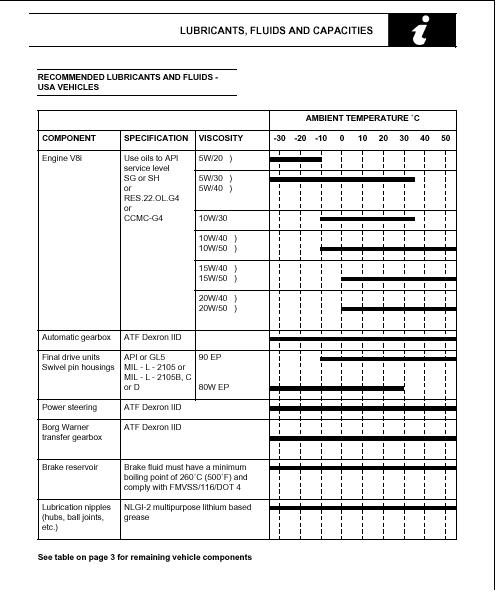 LUBRICANTS, FLUIDS AND CAPACITIES
i
RECOMMENDED LUBRICANTS AND FLUIDS -
USA VEHICLES
AMBIENT TEMPERATURE °C
COMPONENT SPECIFICATION VISCOSITY -30 -20 -10 0 10 20 30 40 50
Engine V8i Use oils to API 5W/20 )
service level
SG or SH 5W/30 )
or 5W/40 )
RES.22.OL.G4
or
CCMC-G4 10W/30
10W/40 )
10W/50 )
15W/40 )
15W/50 )
20W/40 )
20W/50 )
Automatic gearbox ATF Dexron IID
Final drive units API or GL5 90 EP
Swivel pin housings MIL - L - 2105 or
MIL - L - 2105B, C
or D 80W EP
Power steering ATF Dexron IID
Borg Warner ATF Dexron IID
transfer gearbox
Brake reservoir Brake fluid must have a minimum
boiling point of 260°C (500°F) and
comply with FMVSS/116/DOT 4
Lubrication nipples NLGI-2 multipurpose lithium based
(hubs, ball joints, grease
etc.)
See table on page 3 for remaining vehicle components